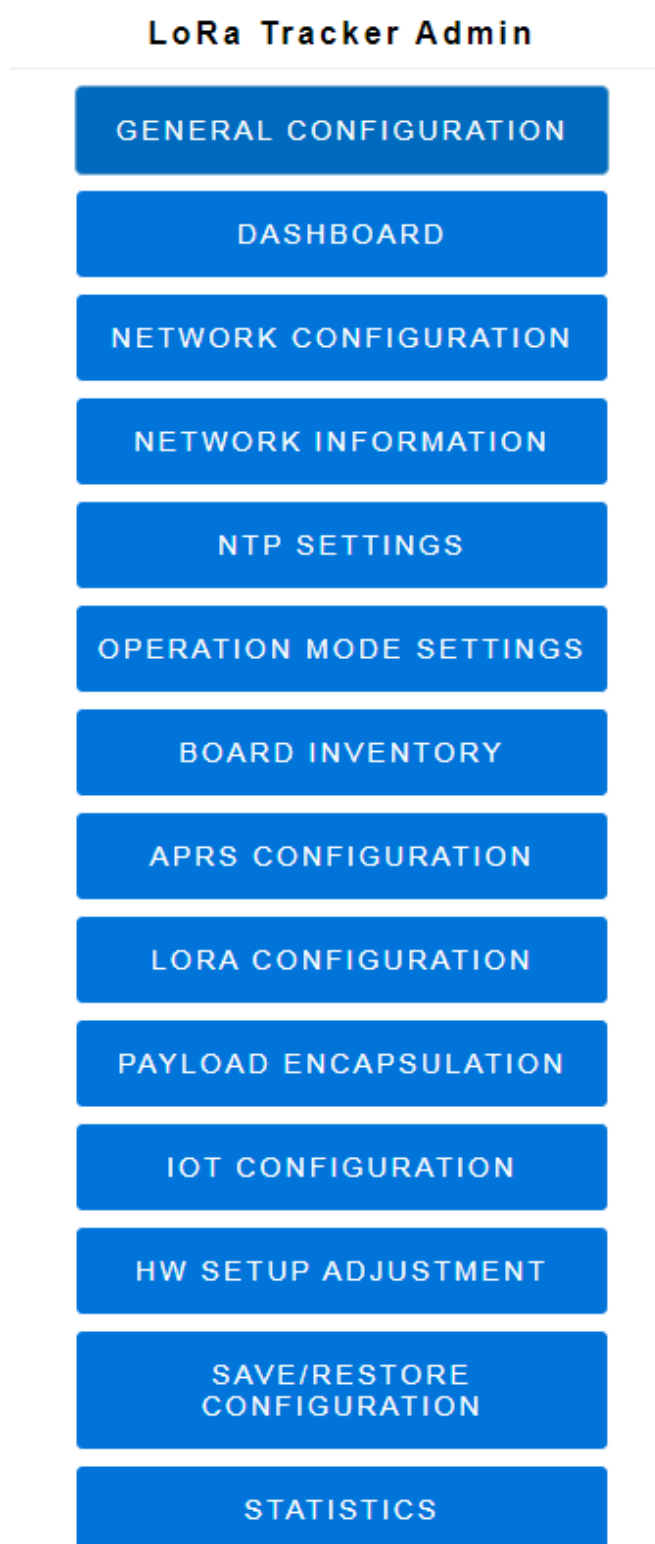 LoRa Tracker Admin
GENERAL CONFIGURATION
DASHBOARD
NETWORK CONFIGURATION
NETWORK INFORMATION
NTP SETTINGS
OPERATION MODE SETTINGS
BOARD INVENTORY
APRS CONFIGURATION
LORA CONFIGURATION
PAYLOAD ENCAPSULATION
IOT CONFIGURATION
HW SETUP ADJUSTMENT
SAVE/RESTORE
CONFIGURATION
STATISTICS